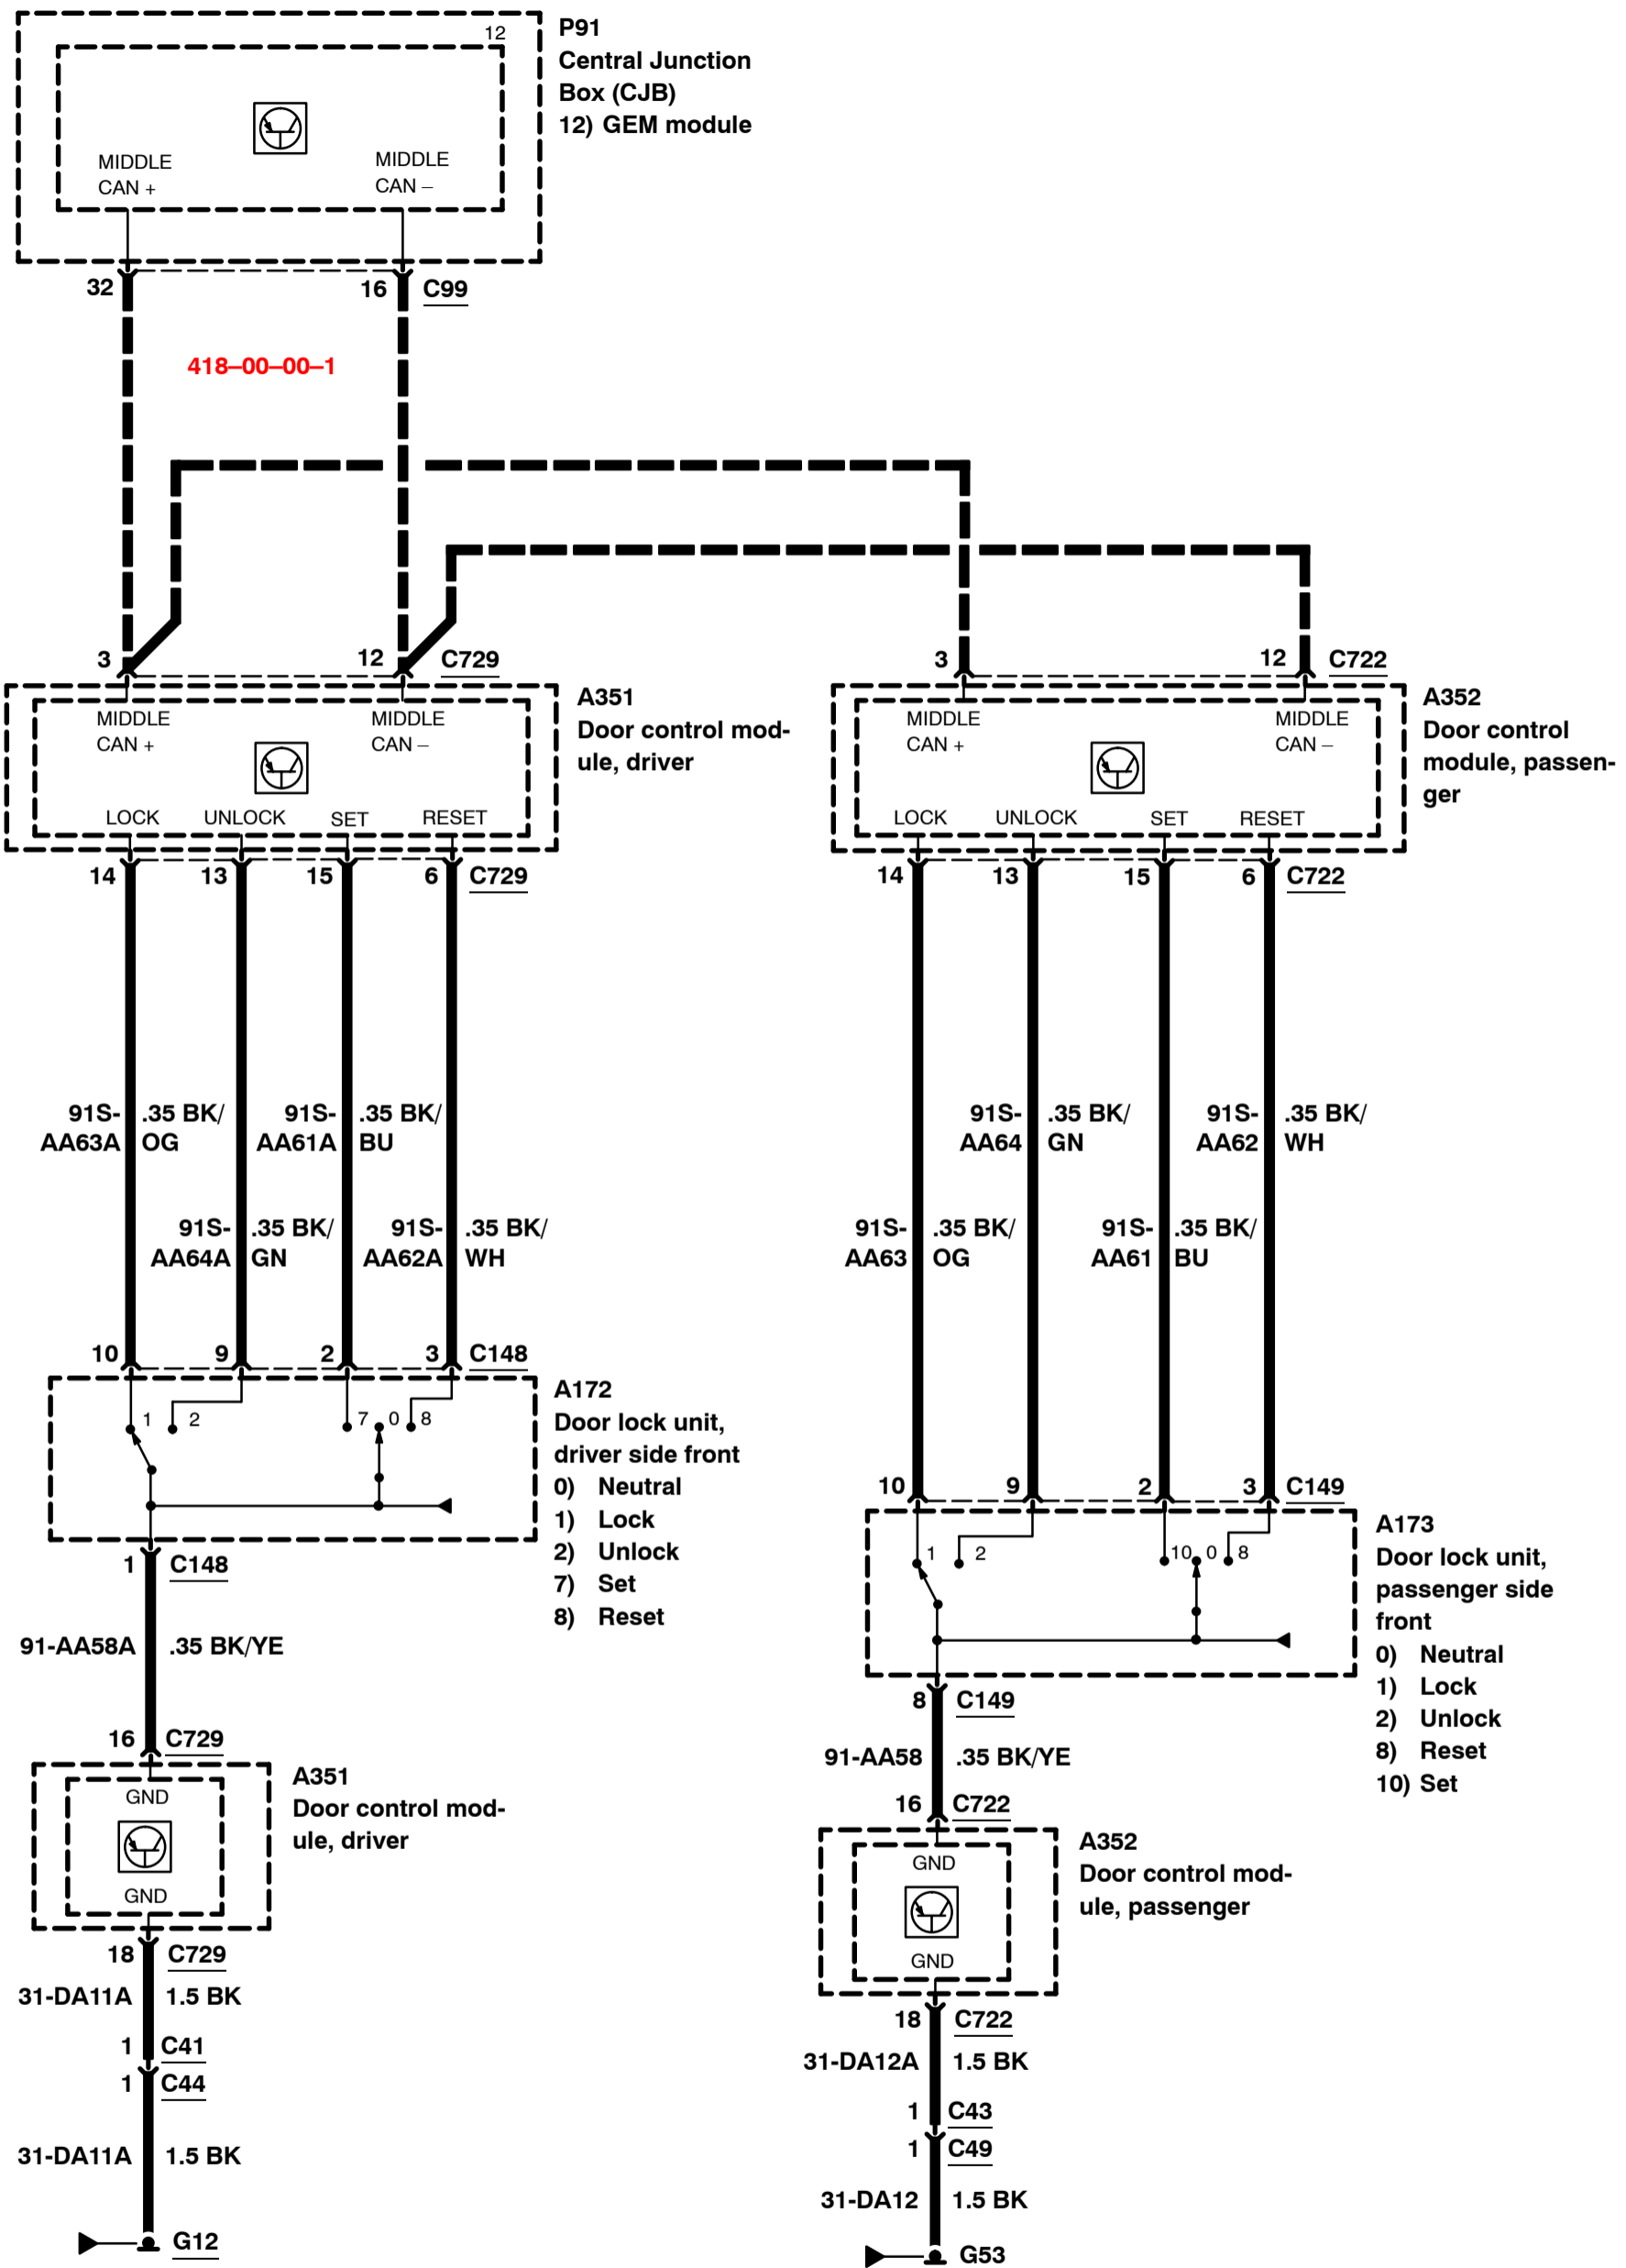 12
P91
Central Junction
Box (CJB)
12) GEM module
MIDDLE
CAN +
MIDDLE
CAN –
32
16
C99
418–00–00–1
3
12
C729
3
12
C722
A351
Door control mod-
ule, driver
MIDDLE
CAN +
MIDDLE
CAN –
LOCK
UNLOCK
SET
RESET
A352
Door control
module, passen-
ger
MIDDLE
CAN +
MIDDLE
CAN –
LOCK
UNLOCK
SET
RESET
14
13
15
6
C729
14
13
15
6
C722
91S-
AA63A
.35 BK/
OG
91S-
AA61A
.35 BK/
BU
91S-
AA64A
.35 BK/
GN
91S-
AA62A
.35 BK/
WH
91S-
AA64
.35 BK/
GN
91S-
AA62
.35 BK/
WH
91S-
AA63
.35 BK/
OG
91S-
AA61
.35 BK/
BU
10
9
2
3
C148
1
2
7
0
8
A172
Door lock unit,
driver side front
0) Neutral
1) Lock
2) Unlock
7) Set
8) Reset
10
9
2
3
C149
1
2
10
0
8
A173
Door lock unit,
passenger side
front
0) Neutral
1) Lock
2) Unlock
8) Reset
10) Set
1
C148
91-AA58A
.35 BK/YE
16
C729
GND
GND
A351
Door control mod-
ule, driver
18
C729
31-DA11A
1.5 BK
1
C41
1
C44
31-DA11A
1.5 BK
G12
8
C149
91-AA58
.35 BK/YE
16
C722
GND
GND
A352
Door control mod-
ule, passenger
18
C722
31-DA12A
1.5 BK
1
C43
1
C49
31-DA12
1.5 BK
G53